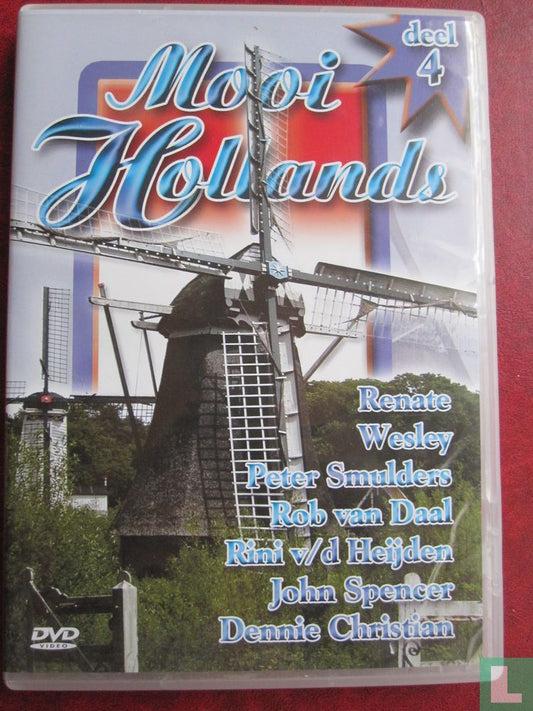 deel
4
Mooi
Hollands
Renate
Wesley
Peter Smulders
Rob van Daal
Rini v/d Heijden
John Spencer
Dennie Christian
DVD
VIDEO